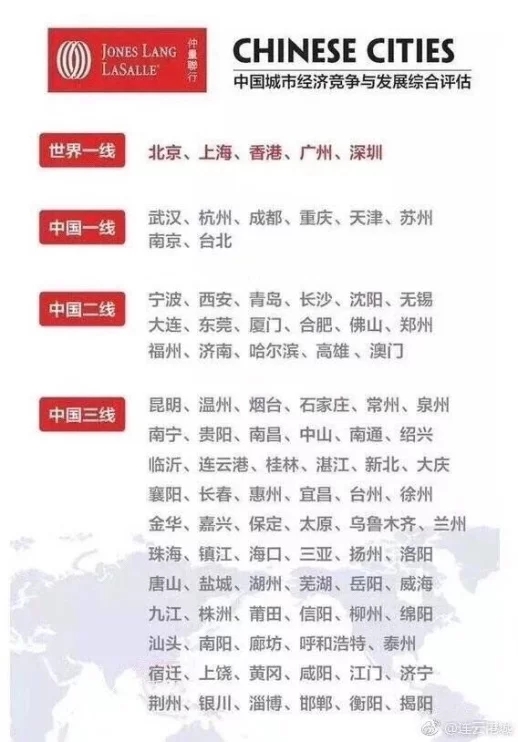 JONES LANG
LASALLE®
仲量聯行
CHINESE CITIES
中国城市经济竞争与发展综合评估
世界一线
北京、上海、香港、广州、深圳
中国一线
武汉、杭州、成都、重庆、天津、苏州
南京、台北
中国二线
宁波、西安、青岛、长沙、沈阳、无锡
大连、东莞、厦门、合肥、佛山、郑州
福州、济南、哈尔滨、高雄、澳门
中国三线
昆明、温州、烟台、石家庄、常州、泉州
南宁、贵阳、南昌、中山、南通、绍兴
临沂、连云港、桂林、湛江、新北、大庆
襄阳、长春、惠州、宜昌、台州、徐州
金华、嘉兴、保定、太原、乌鲁木齐、兰州
珠海、镇江、海口、三亚、扬州、洛阳
唐山、盐城、湖州、芜湖、岳阳、威海
九江、株洲、莆田、信阳、柳州、绵阳
汕头、南阳、廊坊、呼和浩特、泰州
宿迁、上饶、黄冈、咸阳、江门、济宁
荆州、银川、淄博、邯郸、衡阳、揭阳